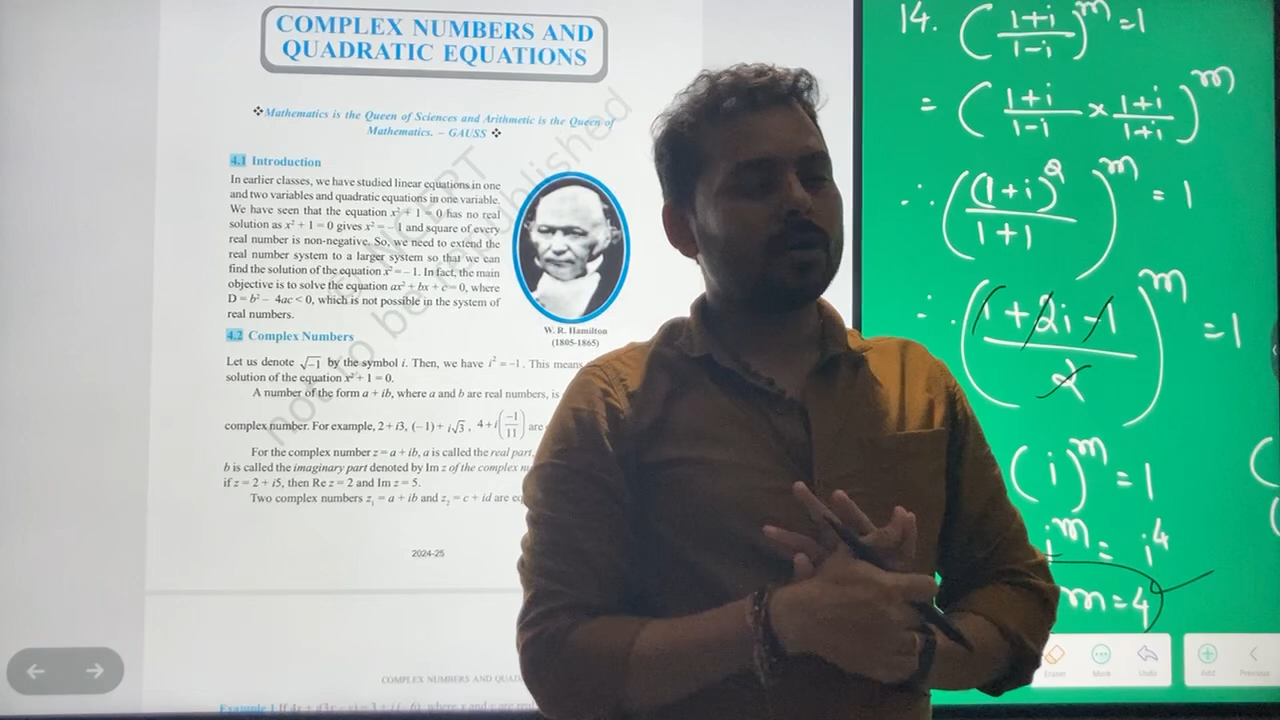 COMPLEX NUMBERS AND
QUADRATIC EQUATIONS
❖Mathematics is the Queen of Sciences and Arithmetic is the Queen of
Mathematics. – GAUSS ❖
4.1 Introduction
In earlier classes, we have studied linear equations in one
and two variables and quadratic equations in one variable.
We have seen that the equation x² + 1 = 0 has no real
solution as x² + 1 = 0 gives x² = – 1 and square of every
real number is non-negative. So, we need to extend the
real number system to a larger system so that we can
find the solution of the equation x² = – 1. In fact, the main
objective is to solve the equation ax² + bx + c = 0, where
D = b² – 4ac < 0, which is not possible in the system of
real numbers.
W. R. Hamilton
(1805-1865)
4.2 Complex Numbers
Let us denote √–1 by the symbol i. Then, we have i² = –1. This means
solution of the equation x² + 1 = 0.
A number of the form a + ib, where a and b are real numbers, is
complex number. For example, 2 + i3, (–1) + i√3, 4 + i(–1/11) are
For the complex number z = a + ib, a is called the real part,
b is called the imaginary part denoted by Im z of the complex
if z = 2 + i5, then Re z = 2 and Im z = 5.
Two complex numbers z₁ = a + ib and z₂ = c + id are
2024-25
COMPLEX NUMBERS AND
Example 1 If
not to be republished
14. ((1+i)/(1-i))^m = 1
= ((1+i)/(1-i) × (1+i)/(1+i))^m
∴ ((1+i)²/(1+1))^m = 1
∴ ((1+2i-1)/2)^m = 1
(i)^m = 1
i^m = i^4
m = 4
Eraser More Undo Add Previous